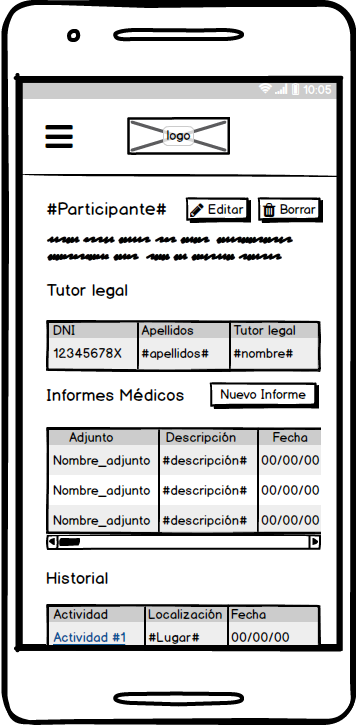 10:05
logo
#Participante# Editar Borrar
Tutor legal
DNI Apellidos Tutor legal
12345678X #apellidos# #nombre#
Informes Médicos Nuevo Informe
Adjunto Descripción Fecha
Nombre_adjunto #descripción# 00/00/00
Nombre_adjunto #descripción# 00/00/00
Nombre_adjunto #descripción# 00/00/00
Historial
Actividad Localización Fecha
Actividad #1 #Lugar# 00/00/00